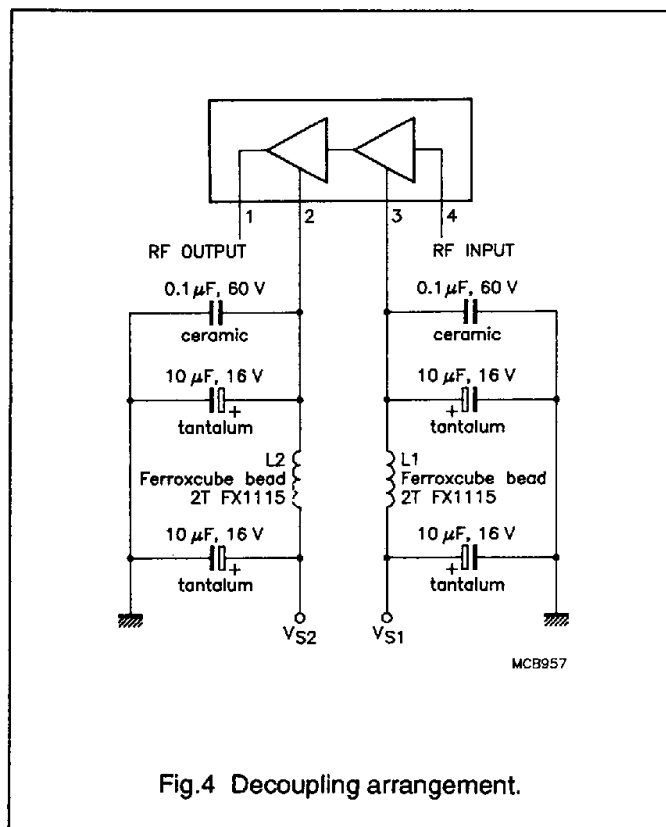 1 2 3 4
RF OUTPUT RF INPUT
0.1 µF, 60 V 0.1 µF, 60 V
ceramic ceramic
10 µF, 16 V 10 µF, 16 V
+ +
tantalum tantalum
L2 L1
Ferroxcube bead Ferroxcube bead
2T FX1115 2T FX1115
10 µF, 16 V 10 µF, 16 V
+ +
tantalum tantalum
VS2 VS1
MCB957
Fig.4 Decoupling arrangement.